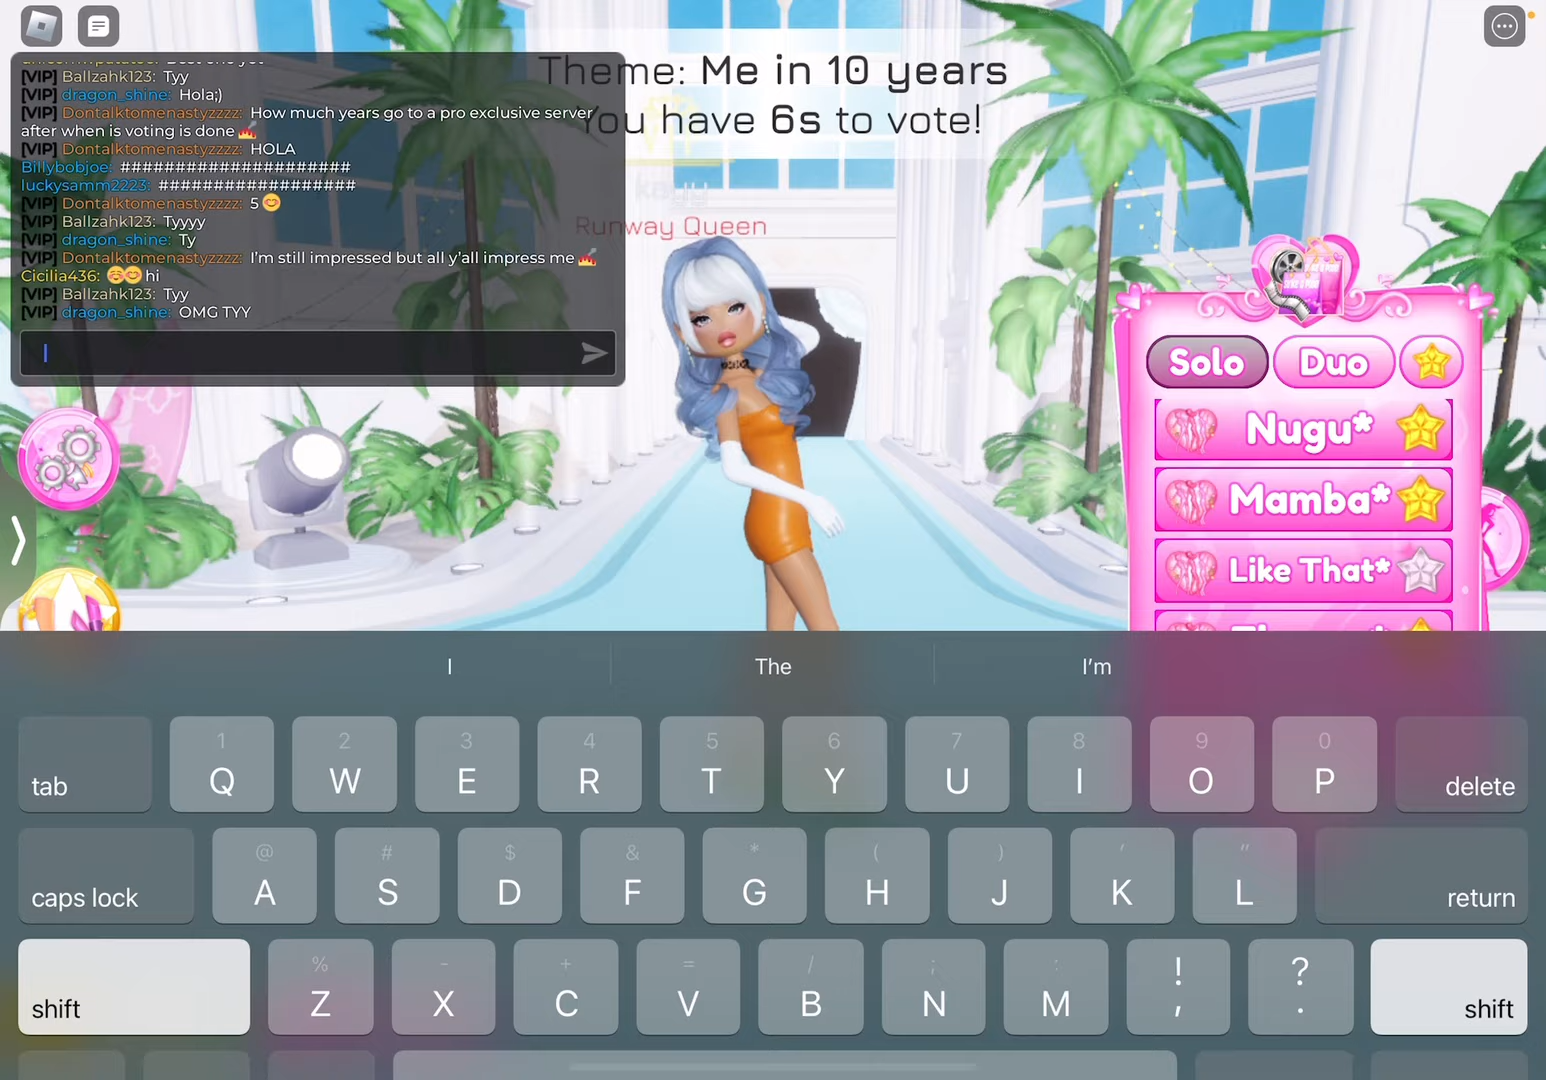 Theme: Me in 10 years
You have 6s to vote!
kayy
Runway Queen
[VIP] Ballzahk123: Tyy
[VIP] dragon_shine: Hola;)
[VIP] Dontalktomenastyzzzz: How much years go to a pro exclusive server
after when is voting is done 💅
[VIP] Dontalktomenastyzzzz: HOLA
Billybobjoe: #####################
luckysamm2223: ##################
[VIP] Dontalktomenastyzzzz: 5 😊
[VIP] Ballzahk123: Tyyyy
[VIP] dragon_shine: Ty
[VIP] Dontalktomenastyzzzz: I'm still impressed but all y'all impress me 💅
Cicilia436: ☺️😊 hi
[VIP] Ballzahk123: Tyy
[VIP] dragon_shine: OMG TYY
Solo Duo
Nugu*
Mamba*
Like That*
I The I'm
1 2 3 4 5 6 7 8 9 0
tab Q W E R T Y U I O P delete
@ # $ & * ( ) ' "
caps lock A S D F G H J K L return
% - + = / ; : ! ?
shift Z X C V B N M , . shift